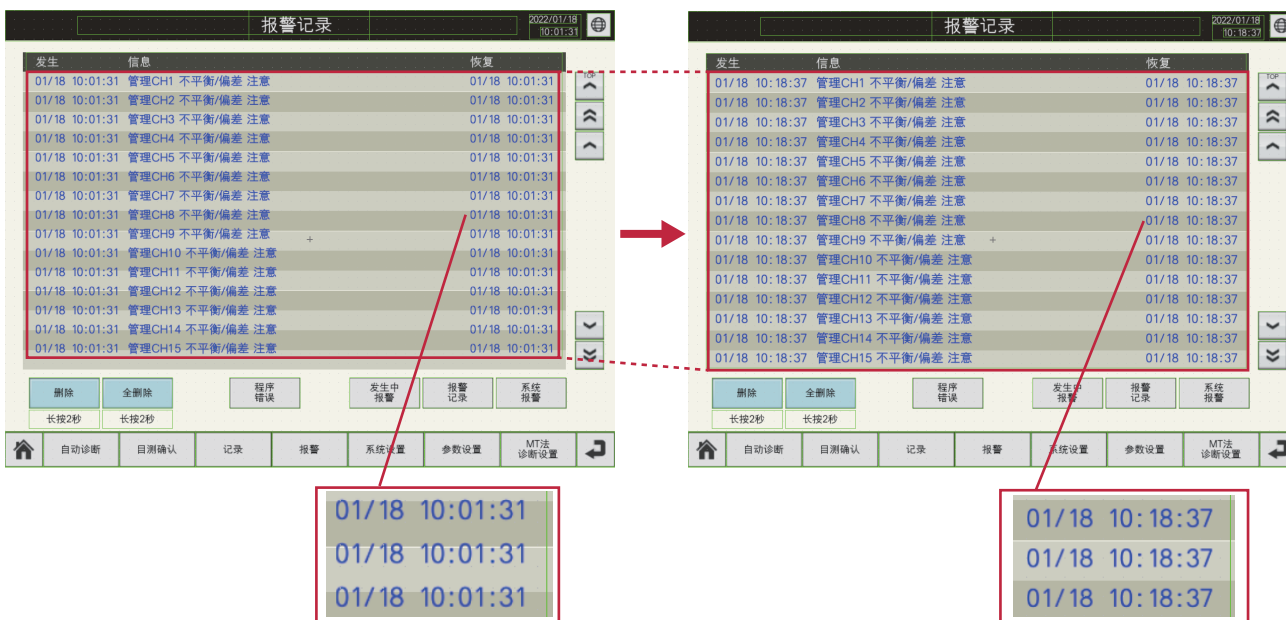 报警记录
2022/01/18
10:01:31
发生 信息 恢复
01/18 10:01:31 管理CH1 不平衡/偏差 注意 01/18 10:01:31
01/18 10:01:31 管理CH2 不平衡/偏差 注意 01/18 10:01:31
01/18 10:01:31 管理CH3 不平衡/偏差 注意 01/18 10:01:31
01/18 10:01:31 管理CH4 不平衡/偏差 注意 01/18 10:01:31
01/18 10:01:31 管理CH5 不平衡/偏差 注意 01/18 10:01:31
01/18 10:01:31 管理CH6 不平衡/偏差 注意 01/18 10:01:31
01/18 10:01:31 管理CH7 不平衡/偏差 注意 01/18 10:01:31
01/18 10:01:31 管理CH8 不平衡/偏差 注意 01/18 10:01:31
01/18 10:01:31 管理CH9 不平衡/偏差 注意 01/18 10:01:31
01/18 10:01:31 管理CH10 不平衡/偏差 注意 01/18 10:01:31
01/18 10:01:31 管理CH11 不平衡/偏差 注意 01/18 10:01:31
01/18 10:01:31 管理CH12 不平衡/偏差 注意 01/18 10:01:31
01/18 10:01:31 管理CH13 不平衡/偏差 注意 01/18 10:01:31
01/18 10:01:31 管理CH14 不平衡/偏差 注意 01/18 10:01:31
01/18 10:01:31 管理CH15 不平衡/偏差 注意 01/18 10:01:31
TOP
删除 全删除 程序 发生中 报警 系统
错误 报警 记录 报警
长按2秒 长按2秒
自动诊断 目测确认 记录 报警 系统设置 参数设置 MT法
诊断设置
01/18 10:01:31
01/18 10:01:31
01/18 10:01:31
报警记录
2022/01/18
10:18:37
发生 信息 恢复
01/18 10:18:37 管理CH1 不平衡/偏差 注意 01/18 10:18:37
01/18 10:18:37 管理CH2 不平衡/偏差 注意 01/18 10:18:37
01/18 10:18:37 管理CH3 不平衡/偏差 注意 01/18 10:18:37
01/18 10:18:37 管理CH4 不平衡/偏差 注意 01/18 10:18:37
01/18 10:18:37 管理CH5 不平衡/偏差 注意 01/18 10:18:37
01/18 10:18:37 管理CH6 不平衡/偏差 注意 01/18 10:18:37
01/18 10:18:37 管理CH7 不平衡/偏差 注意 01/18 10:18:37
01/18 10:18:37 管理CH8 不平衡/偏差 注意 01/18 10:18:37
01/18 10:18:37 管理CH9 不平衡/偏差 注意 01/18 10:18:37
01/18 10:18:37 管理CH10 不平衡/偏差 注意 01/18 10:18:37
01/18 10:18:37 管理CH11 不平衡/偏差 注意 01/18 10:18:37
01/18 10:18:37 管理CH12 不平衡/偏差 注意 01/18 10:18:37
01/18 10:18:37 管理CH13 不平衡/偏差 注意 01/18 10:18:37
01/18 10:18:37 管理CH14 不平衡/偏差 注意 01/18 10:18:37
01/18 10:18:37 管理CH15 不平衡/偏差 注意 01/18 10:18:37
TOP
删除 全删除 程序 发生中 报警 系统
错误 报警 记录 报警
长按2秒 长按2秒
自动诊断 目测确认 记录 报警 系统设置 参数设置 MT法
诊断设置
01/18 10:18:37
01/18 10:18:37
01/18 10:18:37